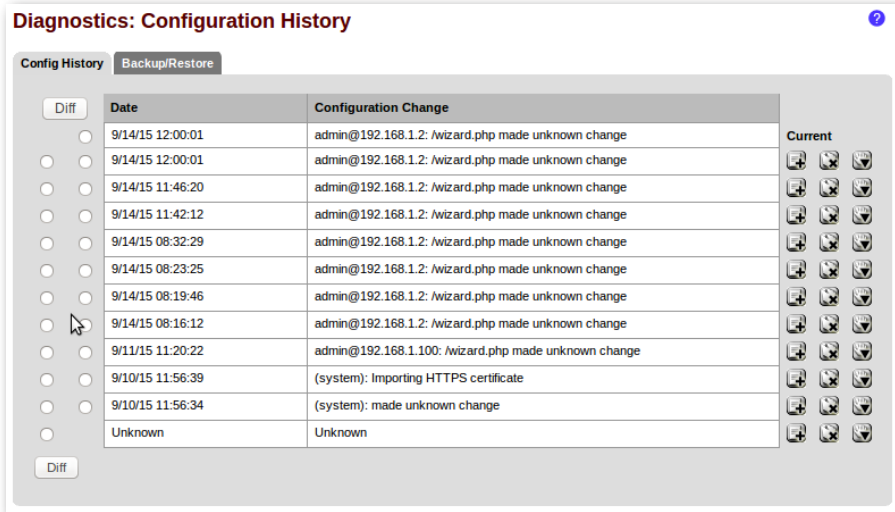 Diagnostics: Configuration History
?
Config History Backup/Restore
Diff Date Configuration Change
9/14/15 12:00:01 admin@192.168.1.2: /wizard.php made unknown change Current
9/14/15 12:00:01 admin@192.168.1.2: /wizard.php made unknown change
9/14/15 11:46:20 admin@192.168.1.2: /wizard.php made unknown change
9/14/15 11:42:12 admin@192.168.1.2: /wizard.php made unknown change
9/14/15 08:32:29 admin@192.168.1.2: /wizard.php made unknown change
9/14/15 08:23:25 admin@192.168.1.2: /wizard.php made unknown change
9/14/15 08:19:46 admin@192.168.1.2: /wizard.php made unknown change
9/14/15 08:16:12 admin@192.168.1.2: /wizard.php made unknown change
9/11/15 11:20:22 admin@192.168.1.100: /wizard.php made unknown change
9/10/15 11:56:39 (system): Importing HTTPS certificate
9/10/15 11:56:34 (system): made unknown change
Unknown Unknown
Diff